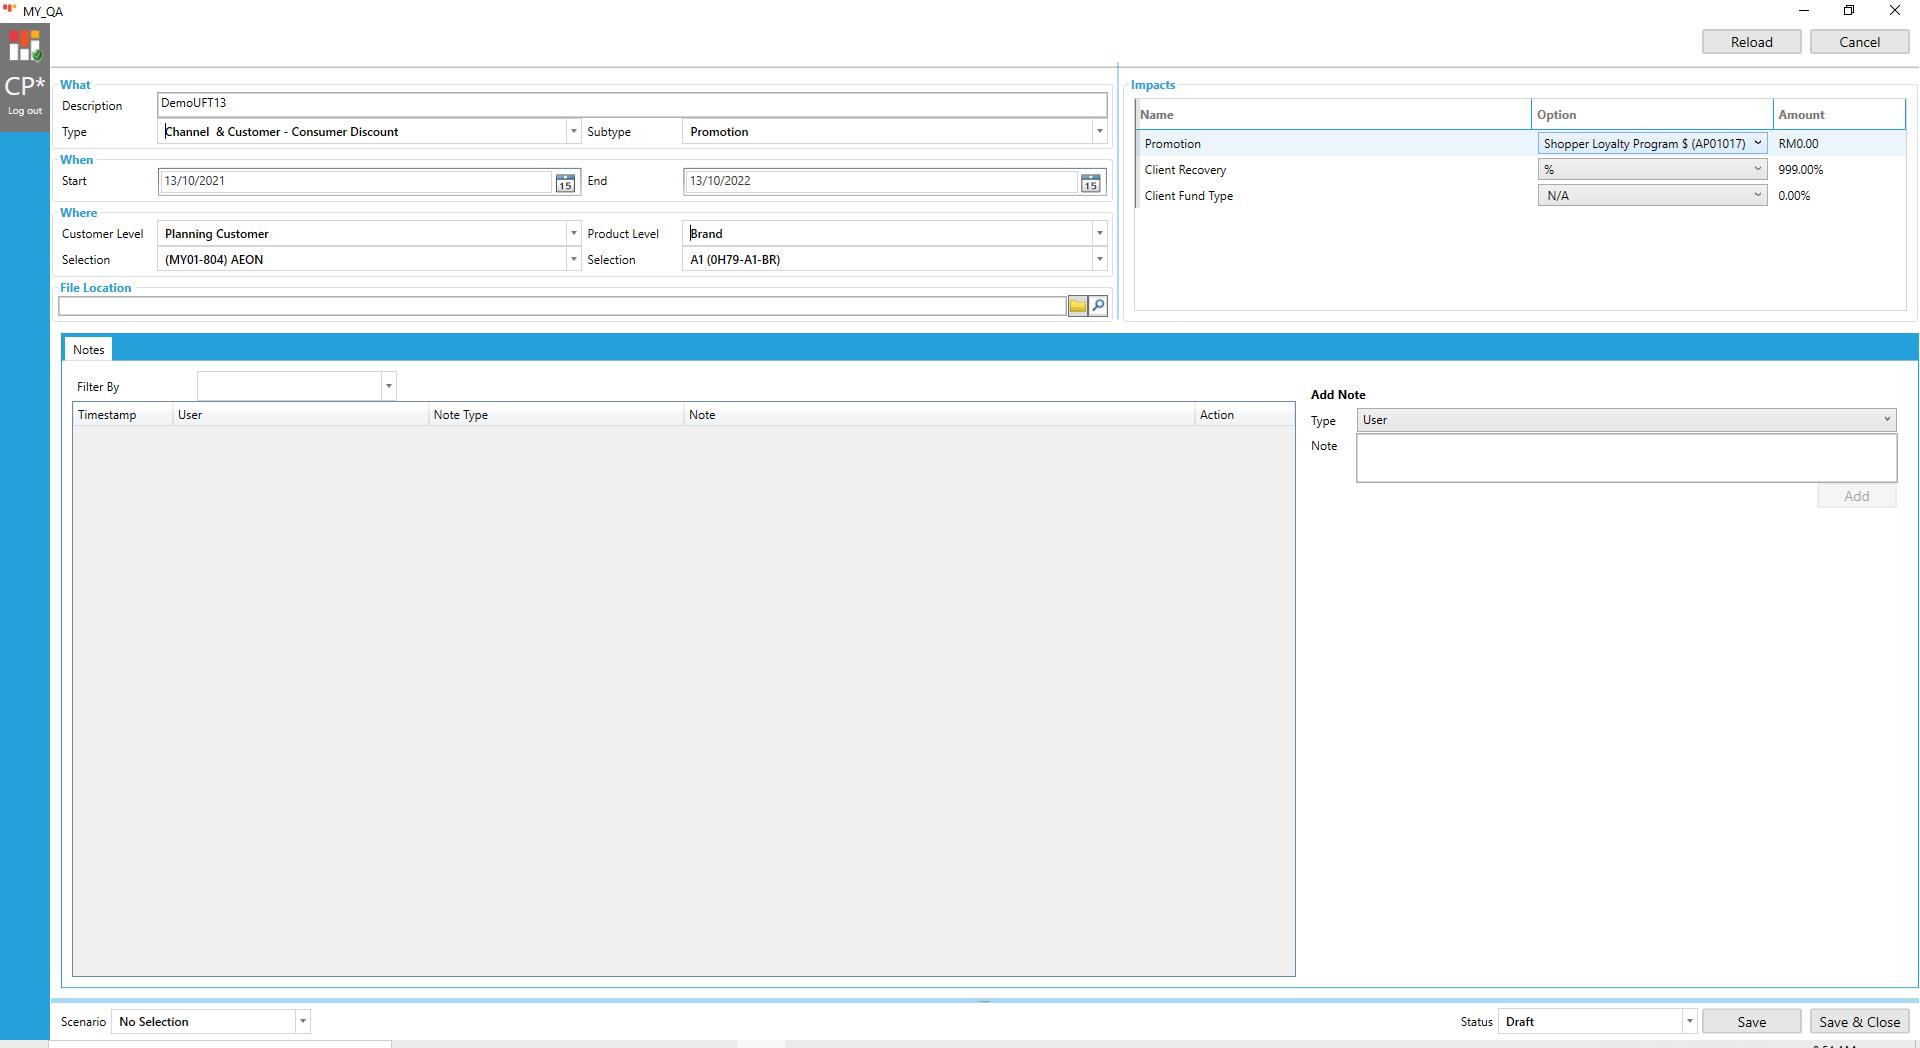 MY_QA
Reload Cancel
CP*
Log out
What
Description DemoUFT13
Type Channel & Customer - Consumer Discount Subtype Promotion
When
Start 13/10/2021 15 End 13/10/2022 15
Where
Customer Level Planning Customer Product Level Brand
Selection (MY01-804) AEON Selection A1 (0H79-A1-BR)
File Location
Impacts
Name Option Amount
Promotion Shopper Loyalty Program $ (AP01017) RM0.00
Client Recovery % 999.00%
Client Fund Type N/A 0.00%
Notes
Filter By
Timestamp User Note Type Note Action
Add Note
Type User
Note
Add
Scenario No Selection Status Draft Save Save & Close